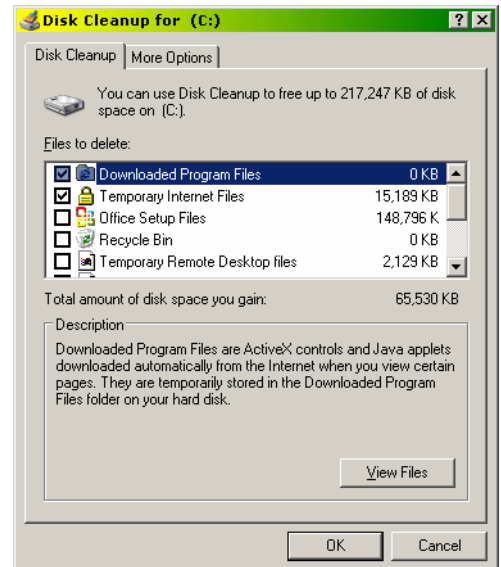 Disk Cleanup for (C:)
Disk Cleanup
More Options
You can use Disk Cleanup to free up to 217,247 KB of disk
space on (C:).
Files to delete:
Downloaded Program Files 0 KB
Temporary Internet Files 15,189 KB
Office Setup Files 148,796 K
Recycle Bin 0 KB
Temporary Remote Desktop files 2,129 KB
Total amount of disk space you gain: 65,530 KB
Description
Downloaded Program Files are ActiveX controls and Java applets
downloaded automatically from the Internet when you view certain
pages. They are temporarily stored in the Downloaded Program
Files folder on your hard disk.
View Files
OK
Cancel